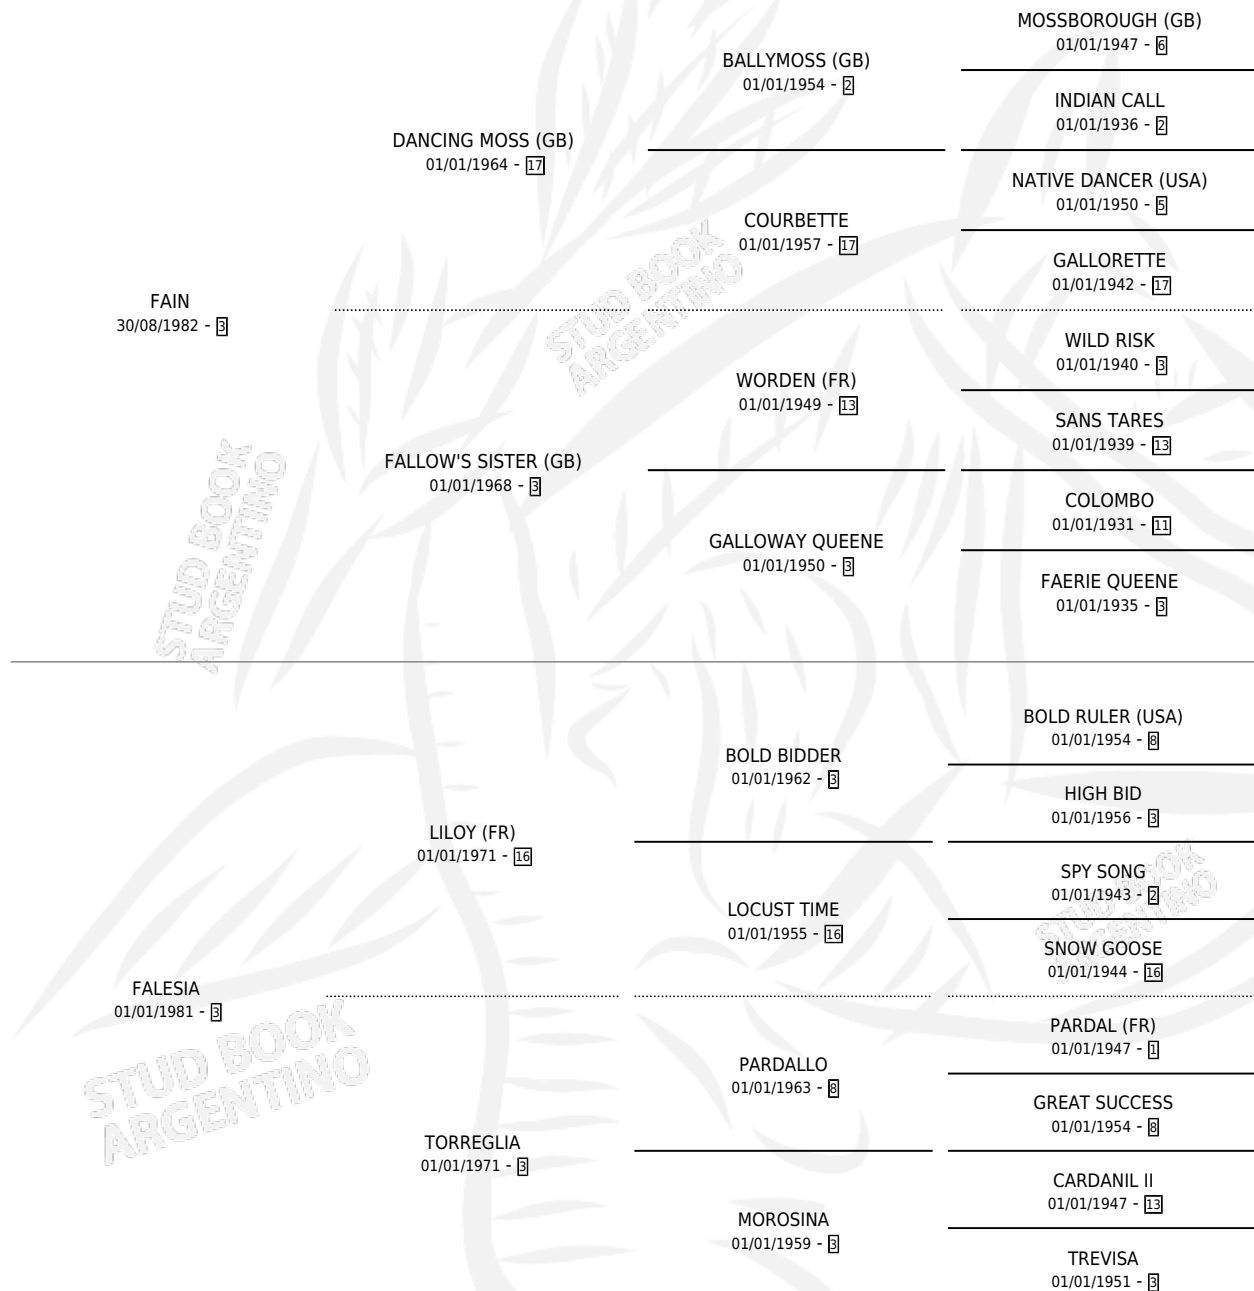 MOSSBOROUGH (GB)
01/01/1947 - 6
BALLYMOSS (GB)
01/01/1954 - 2
INDIAN CALL
01/01/1936 - 2
DANCING MOSS (GB)
01/01/1964 - 17
NATIVE DANCER (USA)
01/01/1950 - 5
COURBETTE
01/01/1957 - 17
GALLORETTE
01/01/1942 - 17
FAIN
30/08/1982 - 3
WILD RISK
01/01/1940 - 3
WORDEN (FR)
01/01/1949 - 13
SANS TARES
01/01/1939 - 13
FALLOW'S SISTER (GB)
01/01/1968 - 3
COLOMBO
01/01/1931 - 11
GALLOWAY QUEENE
01/01/1950 - 3
FAERIE QUEENE
01/01/1935 - 3
BOLD RULER (USA)
01/01/1954 - 8
BOLD BIDDER
01/01/1962 - 3
HIGH BID
01/01/1956 - 3
LILOY (FR)
01/01/1971 - 16
SPY SONG
01/01/1943 - 2
LOCUST TIME
01/01/1955 - 16
SNOW GOOSE
01/01/1944 - 16
FALESIA
01/01/1981 - 3
PARDAL (FR)
01/01/1947 - 1
PARDALLO
01/01/1963 - 8
GREAT SUCCESS
01/01/1954 - 8
TORREGLIA
01/01/1971 - 3
CARDANIL II
01/01/1947 - 13
MOROSINA
01/01/1959 - 3
TREVISA
01/01/1951 - 3
STUD BOOK
ARGENTINO
STUD BOOK
ARGENTINO
STUD BOOK
ARGENTINO
STUD BOOK
ARGENTINO